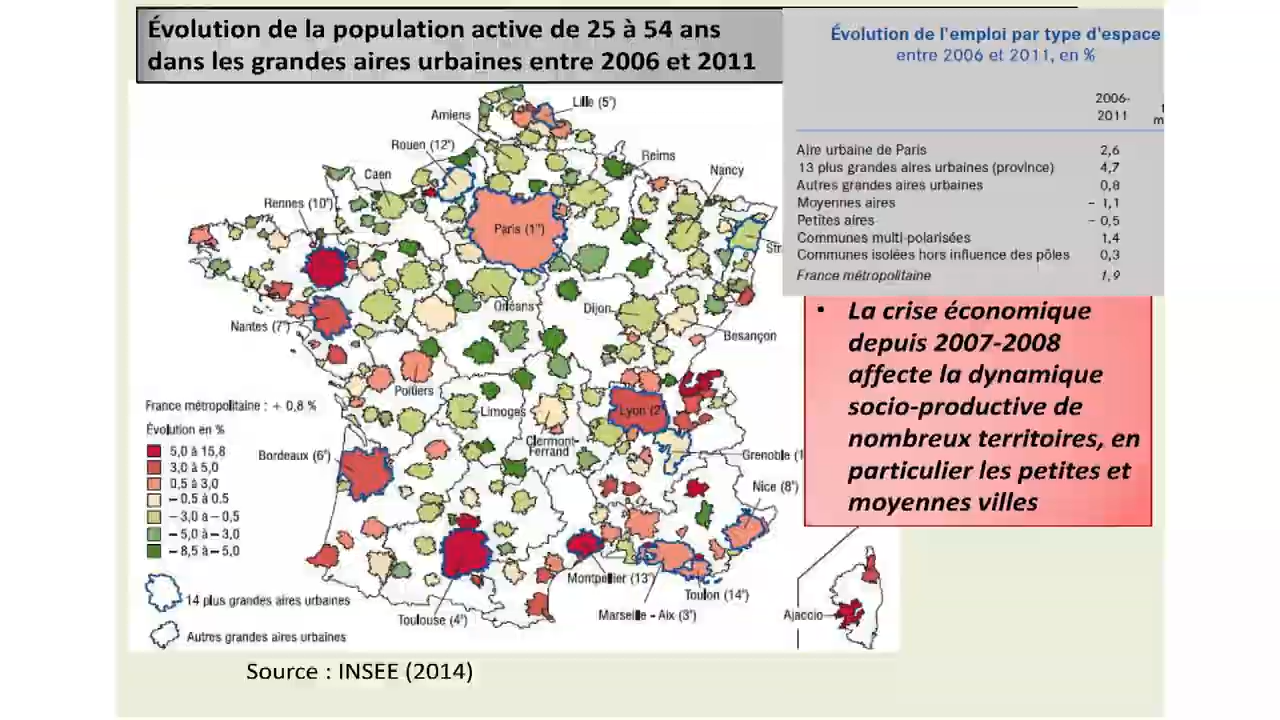 Évolution de la population active de 25 à 54 ans
dans les grandes aires urbaines entre 2006 et 2011
Évolution de l'emploi par type d'espace
entre 2006 et 2011, en %
2006-
2011
Aire urbaine de Paris 2,6
13 plus grandes aires urbaines (province) 4,7
Autres grandes aires urbaines 0,8
Moyennes aires – 1,1
Petites aires – 0,5
Communes multi-polarisées 1,4
Communes isolées hors influence des pôles 0,3
France métropolitaine 1,9
• La crise économique
depuis 2007-2008
affecte la dynamique
socio-productive de
nombreux territoires, en
particulier les petites et
moyennes villes
Lille (5e)
Amiens
Rouen (12e)
Reims
Caen
Nancy
Rennes (10e)
Paris (1re)
Str
Orléans
Dijon
Nantes (7e)
Besançon
Poitiers
Limoges
Lyon (2e
Clermont-
Ferrand
Bordeaux (6e)
Grenoble (1
Nice (8e)
Montpellier (13e)
Toulon (14e)
Marseille - Aix (3e)
Toulouse (4e)
Ajaccio
France métropolitaine : + 0,8 %
Évolution en %
5,0 à 15,8
3,0 à 5,0
0,5 à 3,0
– 0,5 à 0,5
– 3,0 à – 0,5
– 5,0 à – 3,0
– 8,5 à – 5,0
14 plus grandes aires urbaines
Autres grandes aires urbaines
Source : INSEE (2014)